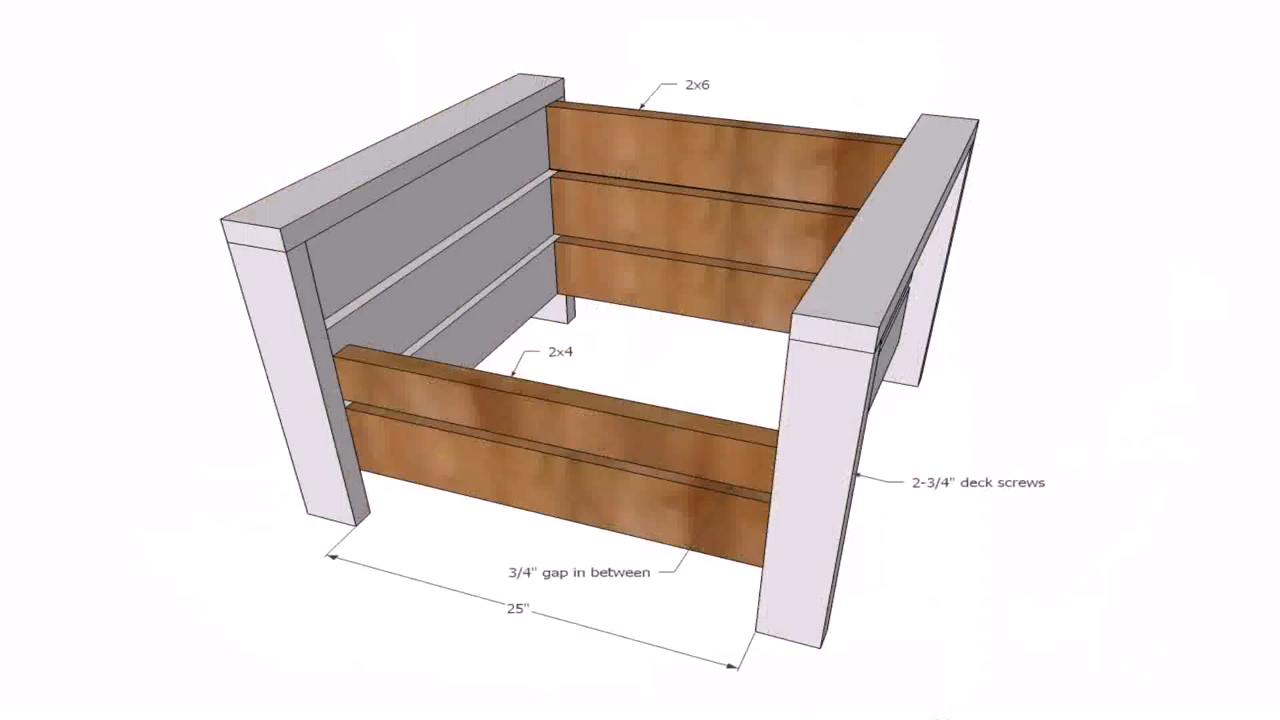 2x6
2x4
2-3/4" deck screws
3/4" gap in between
25"